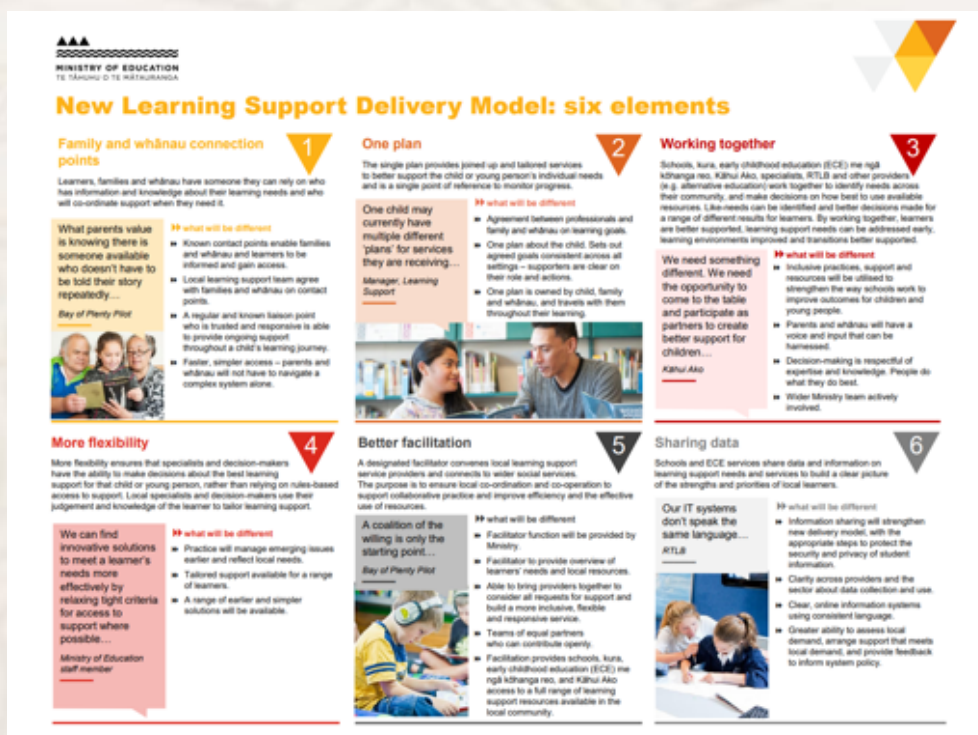 MINISTRY OF EDUCATION
TE TĀHUHU O TE MĀTAURANGA
New Learning Support Delivery Model: six elements
Family and whānau connection
points
1
Learners, families and whānau have someone they can rely on who
has information and knowledge about their learning needs and who
will co-ordinate support when they need it.
What parents value
is knowing there is
someone available
who doesn't have to
be told their story
repeatedly…
Bay of Plenty Pilot
what will be different
Known contact points enable families
and whānau and learners to be
informed and gain access.
Local learning support team agree
with families and whānau on contact
points.
A regular and known liaison point
who is trusted and responsive is able
to provide ongoing support
throughout a child's learning journey.
Faster, simpler access – parents and
whānau will not have to navigate a
complex system alone.
One plan
2
The single plan provides joined up and tailored services
to better support the child or young person's individual needs
and is a single point of reference to monitor progress.
One child may
currently have
multiple different
'plans' for services
they are receiving…
Manager, Learning
Support
what will be different
Agreement between professionals and
family and whānau on learning goals.
One plan about the child. Sets out
agreed goals consistent across all
settings – supporters are clear on
their role and actions.
One plan is owned by child, family
and whānau, and travels with them
throughout their learning.
Working together
3
Schools, kura, early childhood education (ECE) me ngā
kōhanga reo, Kāhui Ako, specialists, RTLB and other providers
(e.g. alternative education) work together to identify needs across
their community, and make decisions on how best to use available
resources. Like-needs can be identified and better decisions made for
a range of different results for learners. By working together, learners
are better supported, learning support needs can be addressed early,
learning environments improved and transitions better supported.
We need something
different. We need
the opportunity to
come to the table
and participate as
partners to create
better support for
children…
Kāhui Ako
what will be different
Inclusive practices, support and
resources will be utilised to
strengthen the way schools work to
improve outcomes for children and
young people.
Parents and whānau will have a
voice and input that can be
harnessed.
Decision-making is respectful of
expertise and knowledge. People do
what they do best.
Wider Ministry team actively
involved.
More flexibility
4
More flexibility ensures that specialists and decision-makers
have the ability to make decisions about the best learning
support for that child or young person, rather than relying on rules-based
access to support. Local specialists and decision-makers use their
judgement and knowledge of the learner to tailor learning support.
We can find
innovative solutions
to meet a learner's
needs more
effectively by
relaxing tight criteria
for access to
support where
possible…
Ministry of Education
staff member
what will be different
Practice will manage emerging issues
earlier and reflect local needs.
Tailored support available for a range
of learners.
A range of earlier and simpler
solutions will be available.
Better facilitation
5
A designated facilitator convenes local learning support
service providers and connects to wider social services.
The purpose is to ensure local co-ordination and co-operation to
support collaborative practice and improve efficiency and the effective
use of resources.
A coalition of the
willing is only the
starting point…
Bay of Plenty Pilot
what will be different
Facilitator function will be provided by
Ministry.
Facilitator to provide overview of
learners' needs and local resources.
Able to bring providers together to
consider all requests for support and
build a more inclusive, flexible
and responsive service.
Teams of equal partners
who can contribute openly.
Facilitation provides schools, kura,
early childhood education (ECE) me
ngā kōhanga reo, and Kāhui Ako
access to a full range of learning
support resources available in the
local community.
Sharing data
6
Schools and ECE services share data and information on
learning support needs and services to build a clear picture
of the strengths and priorities of local learners.
Our IT systems
don't speak the
same language…
RTLB
what will be different
Information sharing will strengthen
new delivery model, with the
appropriate steps to protect the
security and privacy of student
information.
Clarity across providers and the
sector about data collection and use.
Clear, online information systems
using consistent language.
Greater ability to assess local
demand, arrange support that meets
local demand, and provide feedback
to inform system policy.